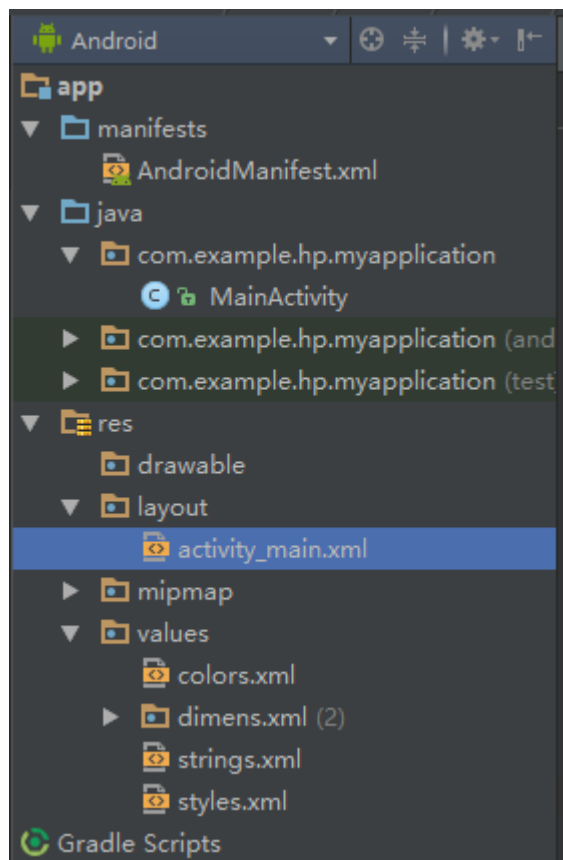 Android
app
manifests
AndroidManifest.xml
java
com.example.hp.myapplication
MainActivity
com.example.hp.myapplication (and
com.example.hp.myapplication (test)
res
drawable
layout
activity_main.xml
mipmap
values
colors.xml
dimens.xml (2)
strings.xml
styles.xml
Gradle Scripts